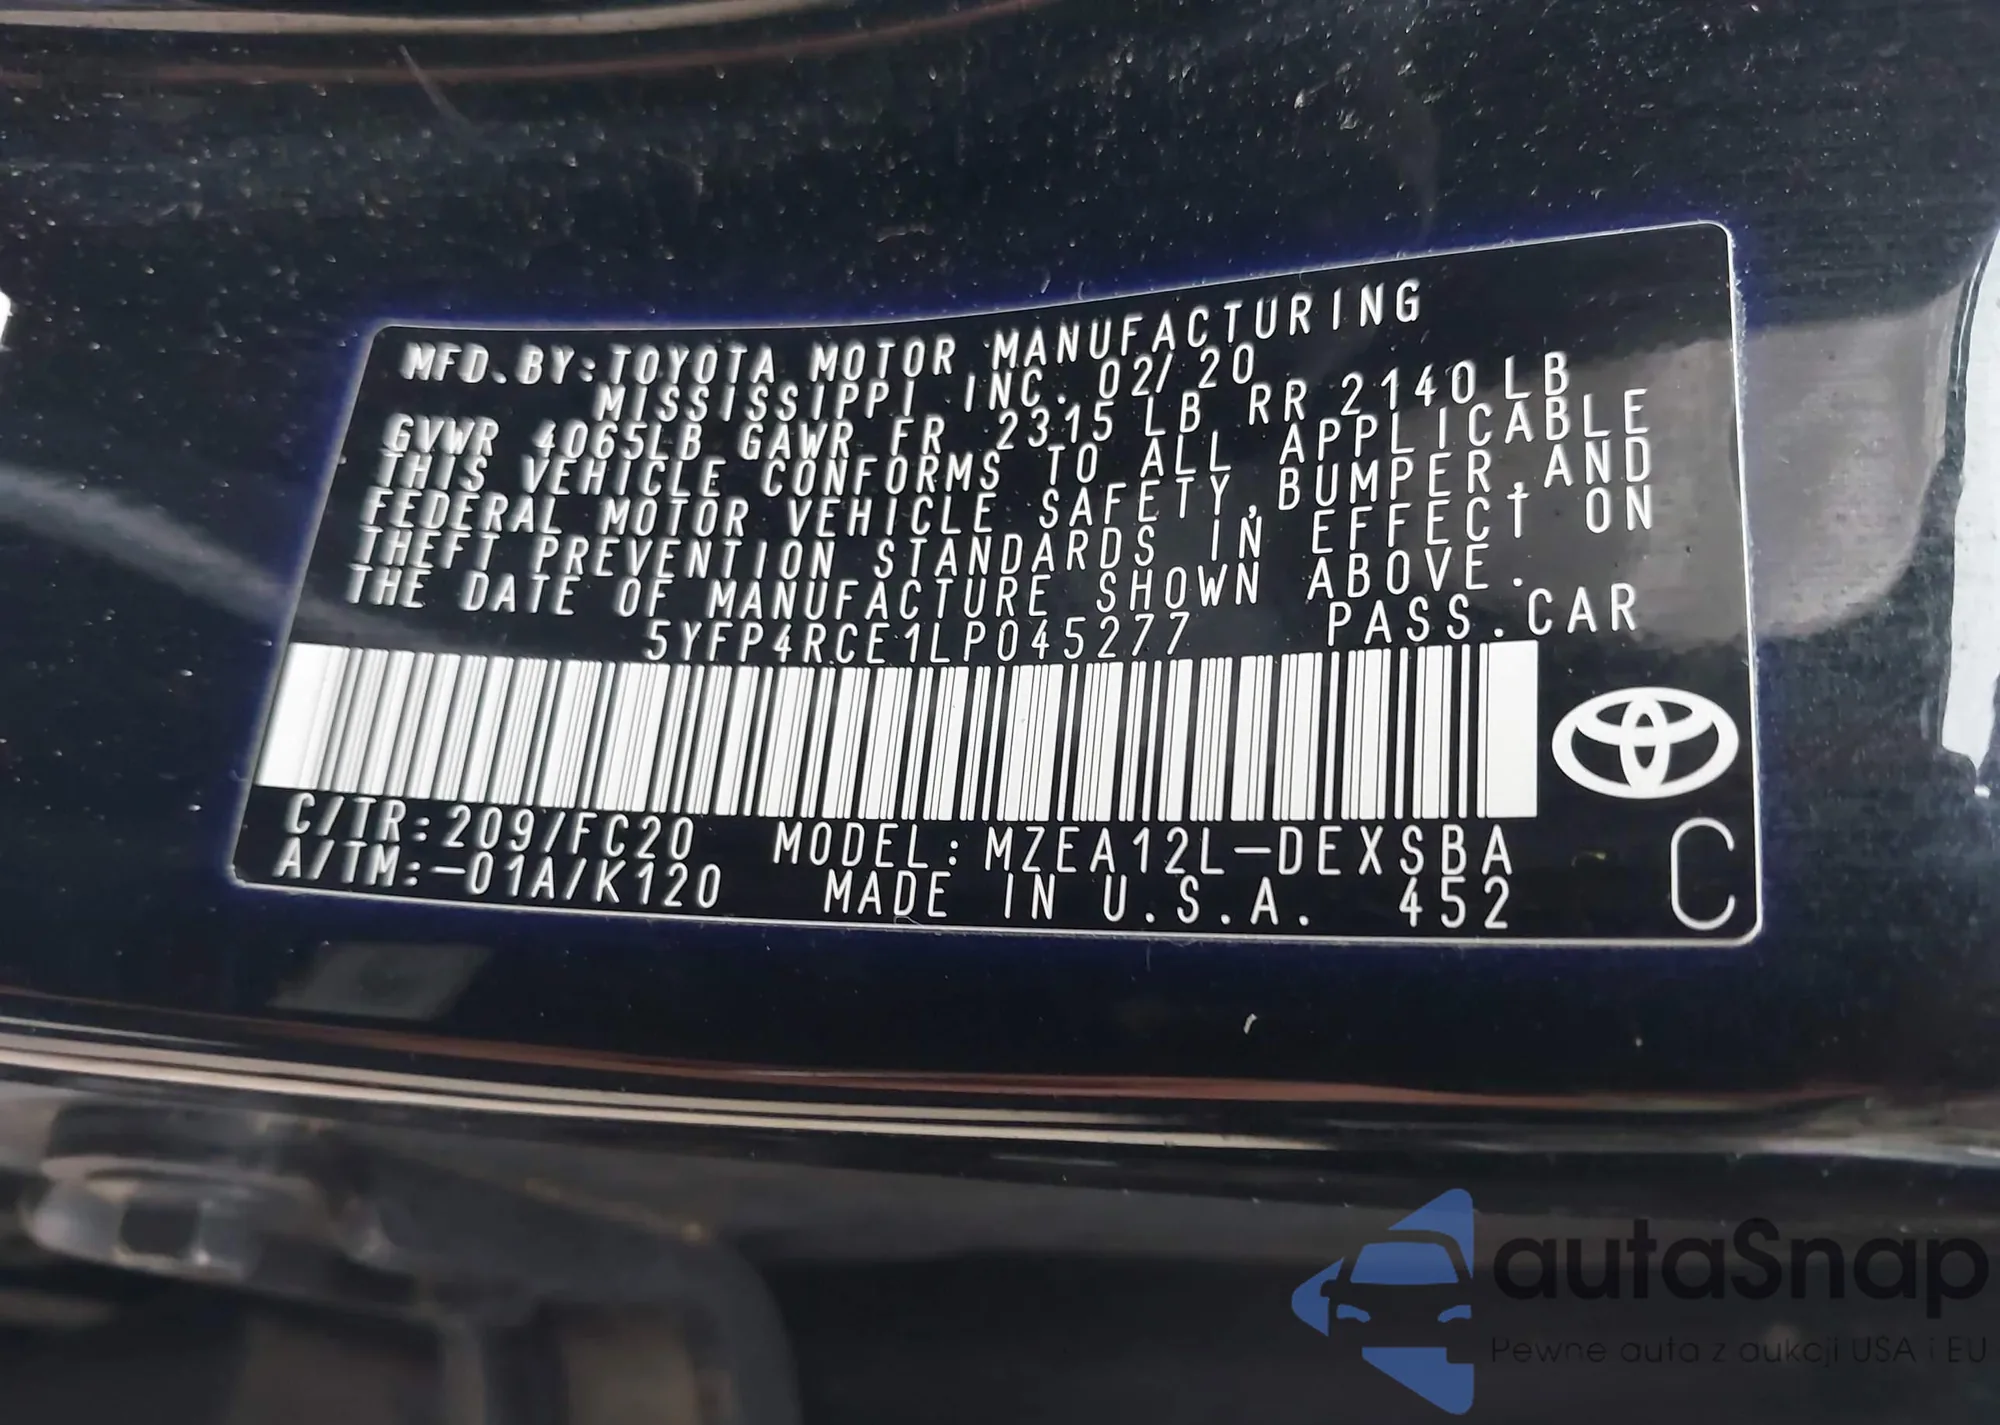 MFD.BY:TOYOTA MOTOR MANUFACTURING
MISSISSIPPI INC. 02/20
GVWR 4065LB GAWR FR 2315 LB RR 2140 LB
THIS VEHICLE CONFORMS TO ALL APPLICABLE
FEDERAL MOTOR VEHICLE SAFETY,BUMPER,AND
THEFT PREVENTION STANDARDS IN EFFECT ON
THE DATE OF MANUFACTURE SHOWN ABOVE.
5YFP4RCE1LP045277 PASS.CAR
C/TR:209/FC20 MODEL:MZEA12L-DEXSBA
A/TM:-01A/K120 MADE IN U.S.A. 452
C
autaSnap
Pewne auta z aukcji USA i EU